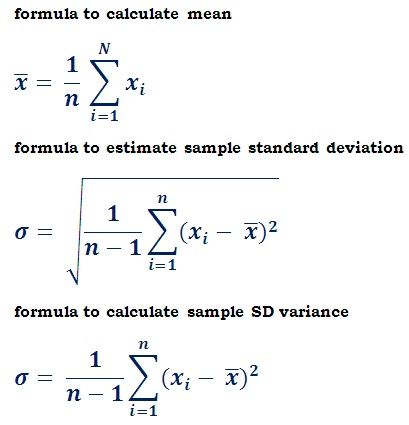 formula to calculate mean
x̅ = 1/n ∑_{i=1}^{N} x_i
formula to estimate sample standard deviation
σ = √(1/(n − 1) ∑_{i=1}^{n} (x_i − x̅)²)
formula to calculate sample SD variance
σ = 1/(n − 1) ∑_{i=1}^{n} (x_i − x̅)²